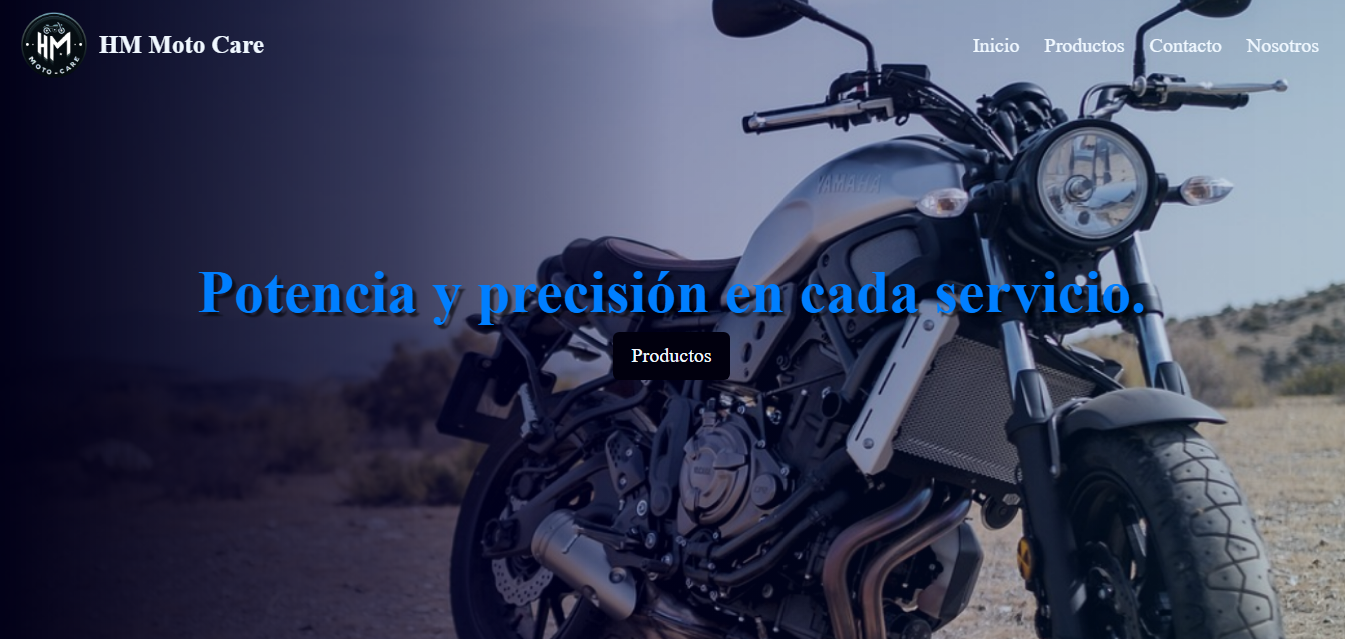 HM
MOTO-CARE
HM Moto Care
Inicio Productos Contacto Nosotros
YAMAHA
Potencia y precisión en cada servicio.
Productos